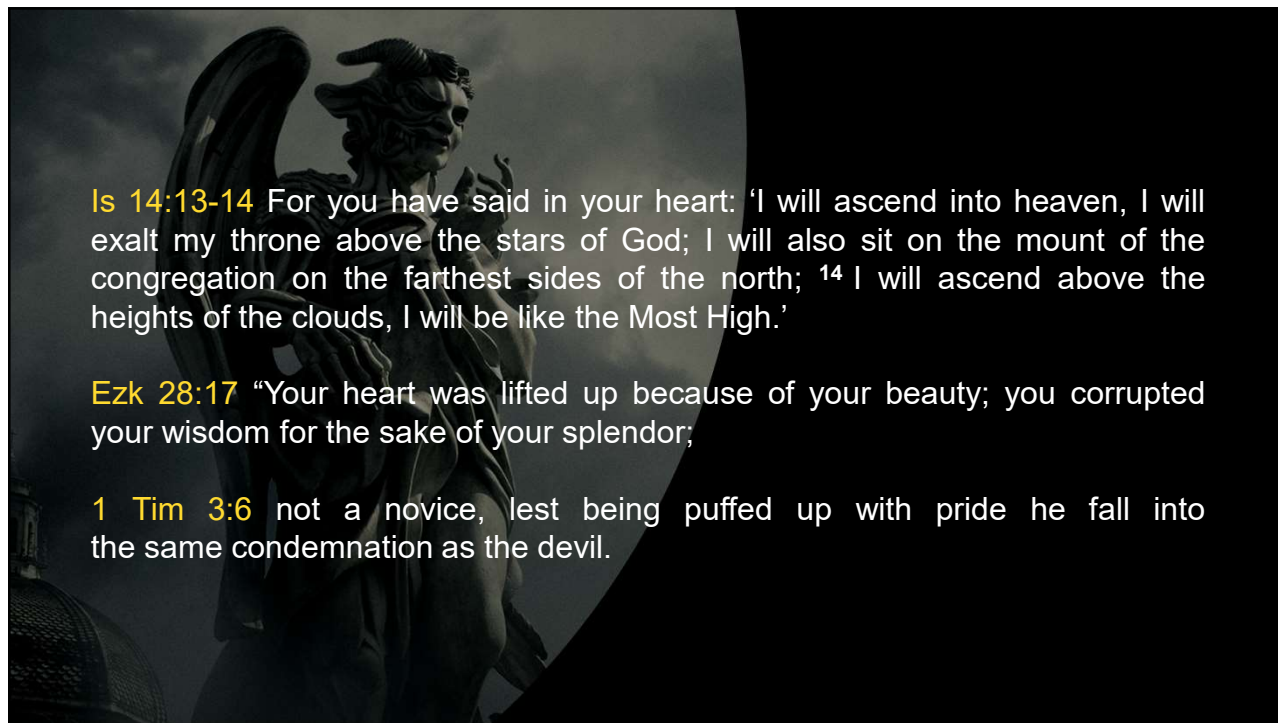 Is 14:13-14 For you have said in your heart: ‘I will ascend into heaven, I will
exalt my throne above the stars of God; I will also sit on the mount of the
congregation on the farthest sides of the north; 14 I will ascend above the
heights of the clouds, I will be like the Most High.’
Ezk 28:17 “Your heart was lifted up because of your beauty; you corrupted
your wisdom for the sake of your splendor;
1 Tim 3:6 not a novice, lest being puffed up with pride he fall into
the same condemnation as the devil.